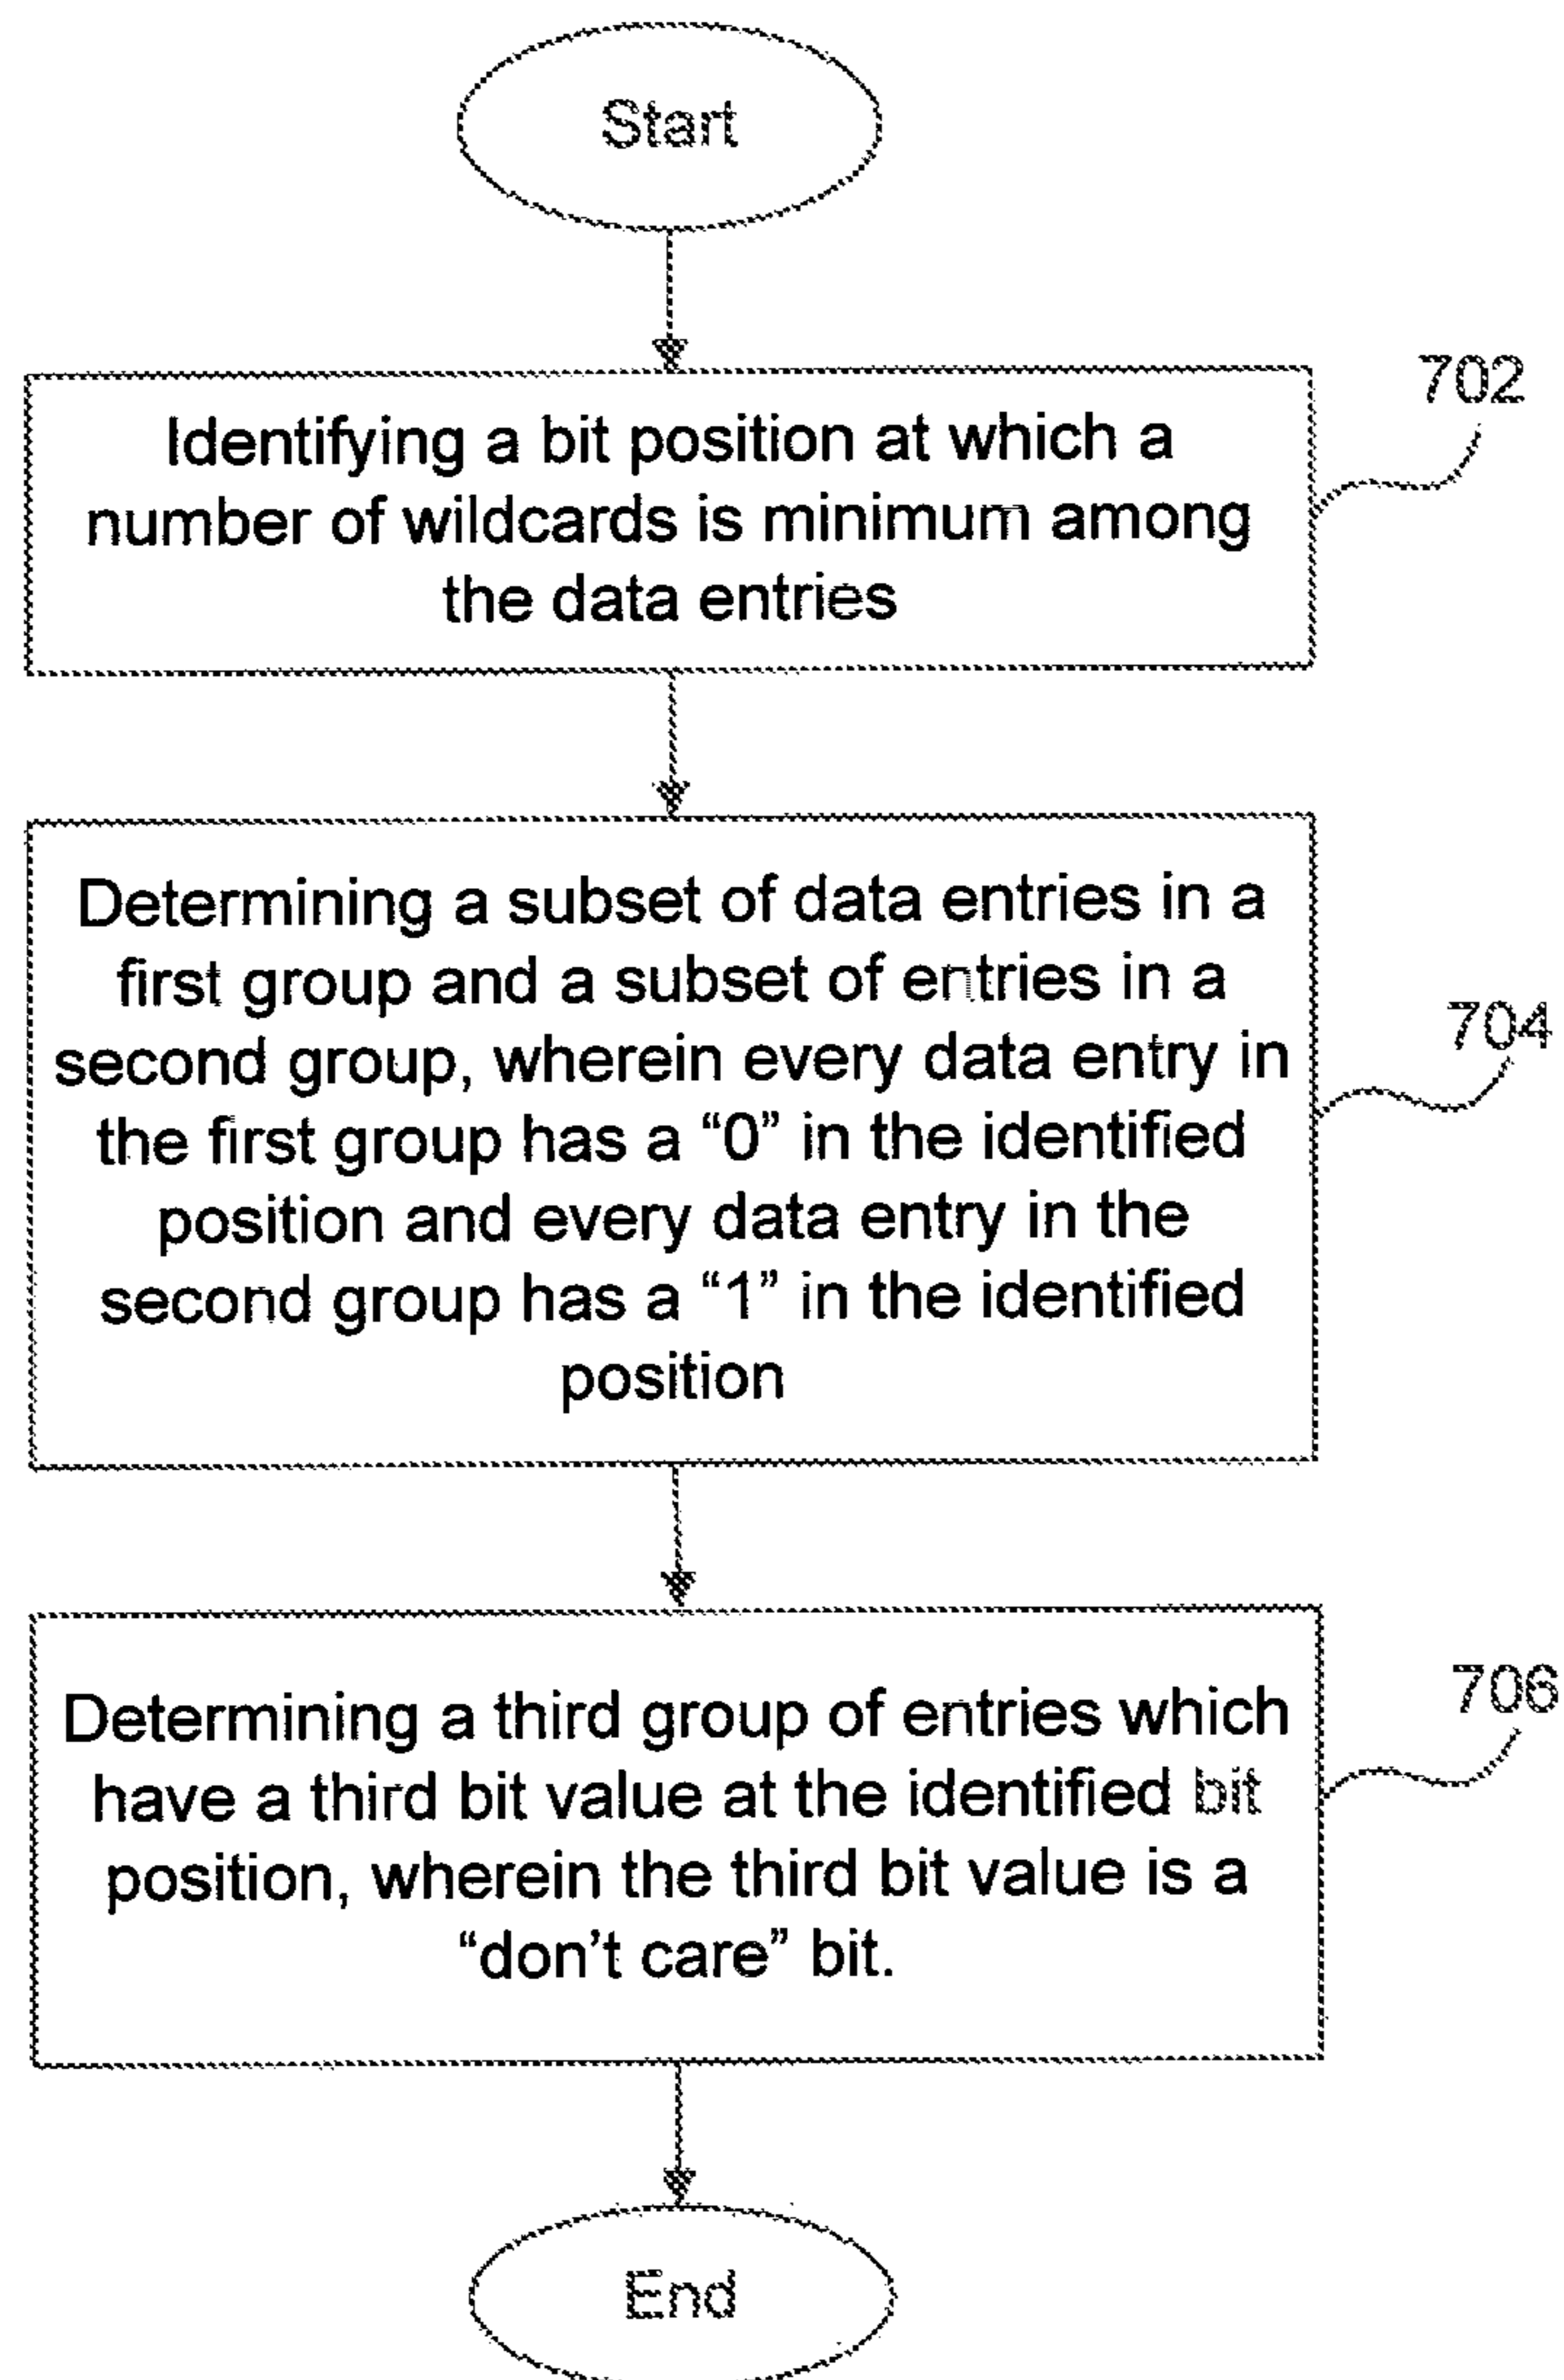 Start
702
Identifying a bit position at which a
number of wildcards is minimum among
the data entries
Determining a subset of data entries in a
first group and a subset of entries in a
second group, wherein every data entry in
the first group has a “0” in the identified
position and every data entry in the
second group has a “1” in the identified
position
704
Determining a third group of entries which
have a third bit value at the identified bit
position, wherein the third bit value is a
“don’t care” bit.
706
End